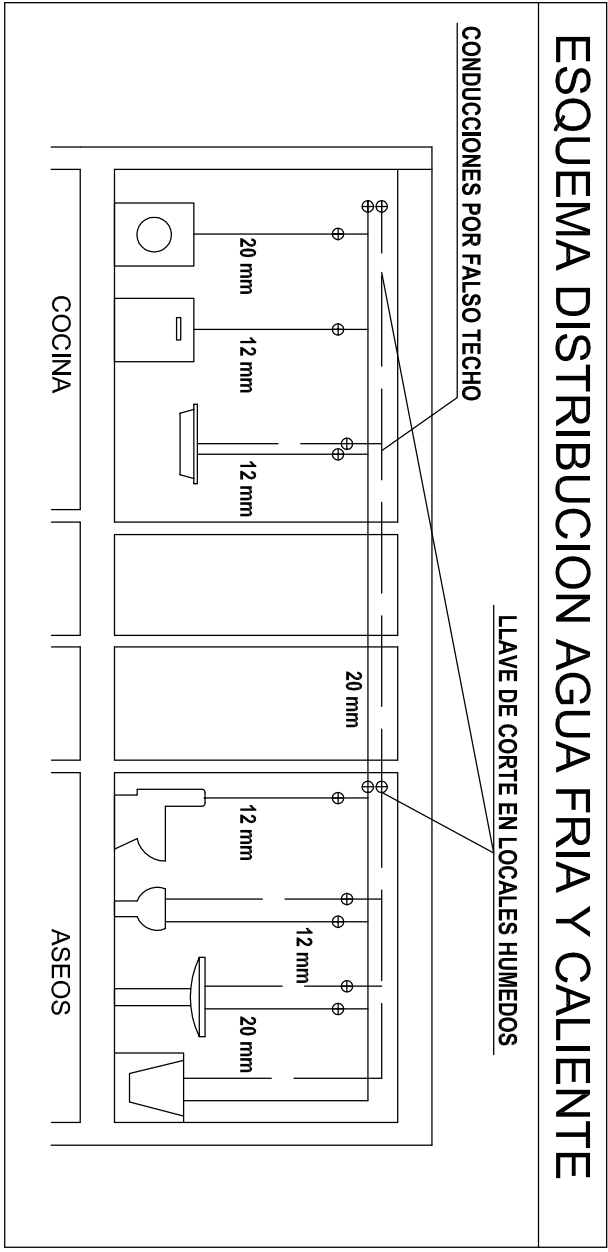 ESQUEMA DISTRIBUCION AGUA FRIA Y CALIENTE
CONDUCCIONES POR FALSO TECHO
LLAVE DE CORTE EN LOCALES HUMEDOS
20 mm
20 mm
12 mm
12 mm
12 mm
12 mm
20 mm
COCINA
ASEOS